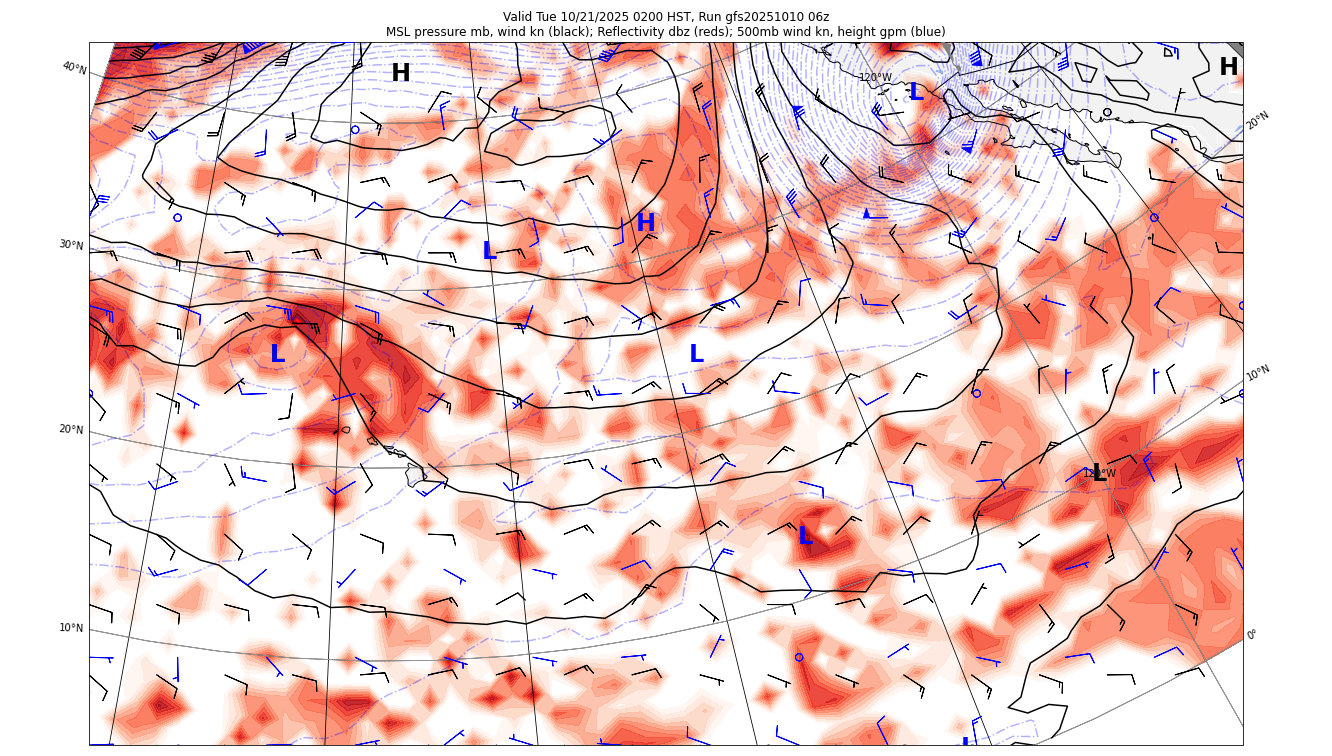 Valid Tue 10/21/2025 0200 HST, Run gfs20251010 06z
MSL pressure mb, wind kn (black); Reflectivity dbz (reds); 500mb wind kn, height gpm (blue)
40°N
H
120°W
L
H
20°N
30°N
H
L
L
L
10°N
20°N
120°W
L
L
10°N
0°
L